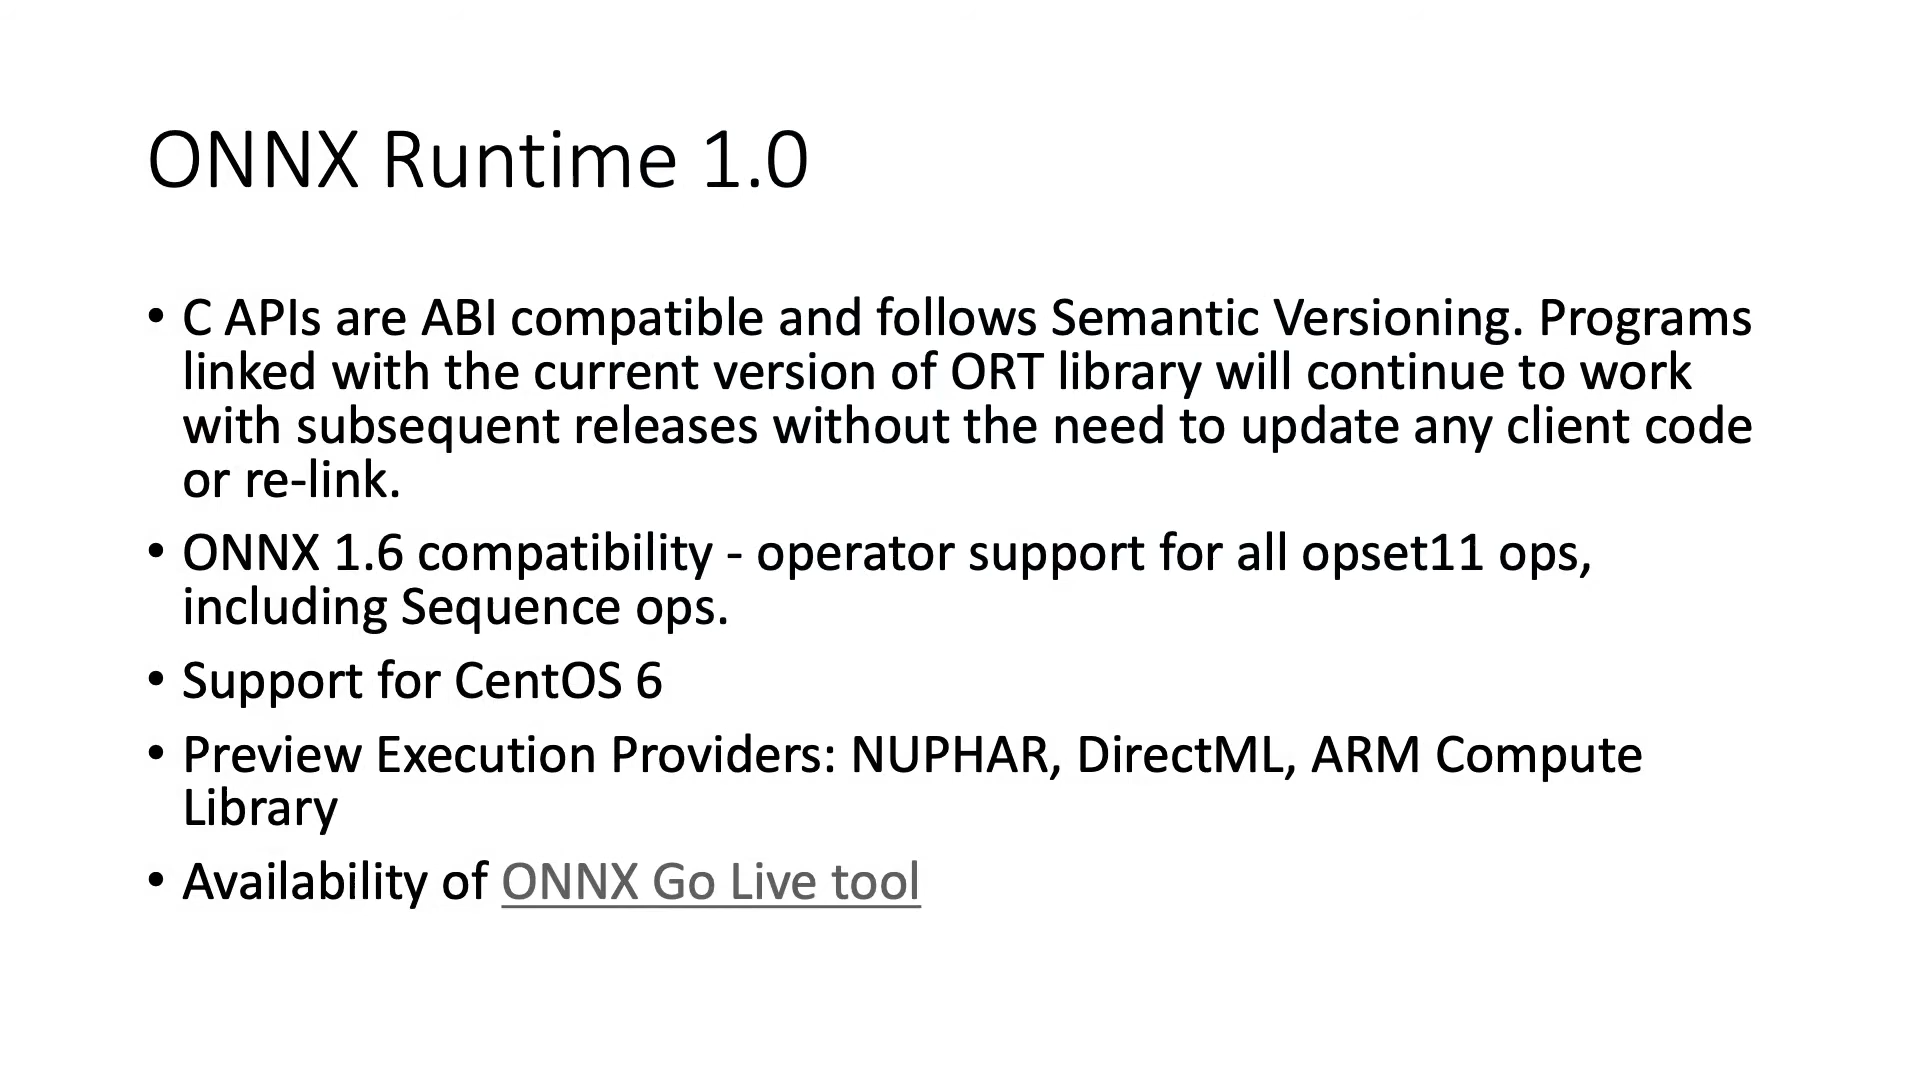 ONNX Runtime 1.0
• C APIs are ABI compatible and follows Semantic Versioning. Programs
linked with the current version of ORT library will continue to work
with subsequent releases without the need to update any client code
or re-link.
• ONNX 1.6 compatibility - operator support for all opset11 ops,
including Sequence ops.
• Support for CentOS 6
• Preview Execution Providers: NUPHAR, DirectML, ARM Compute
Library
• Availability of ONNX Go Live tool